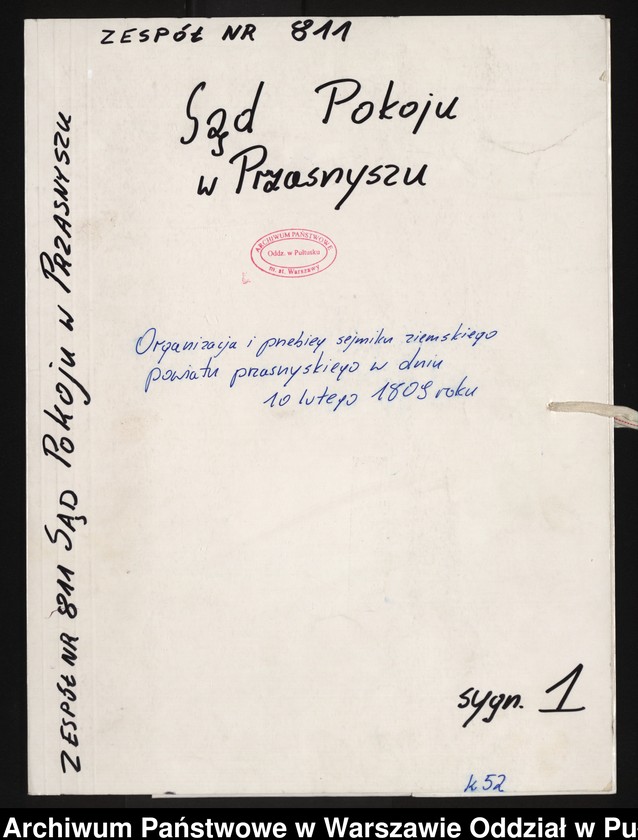 ZESPÓŁ NR 811
Sąd Pokoju
w Przasnyszu
ARCHIWUM PAŃSTWOWE
Oddz. w Pułtusku
m. st. Warszawy
Organizacja i przebieg sejmiku ziemskiego
powiatu przasnyskiego w dniu
10 lutego 1809 roku
ZESPÓŁ NR 811 SĄD POKOJU W PRZASNYSZU
sygn. 1
k 52
Archiwum Państwowe w Warszawie Oddział w Pu